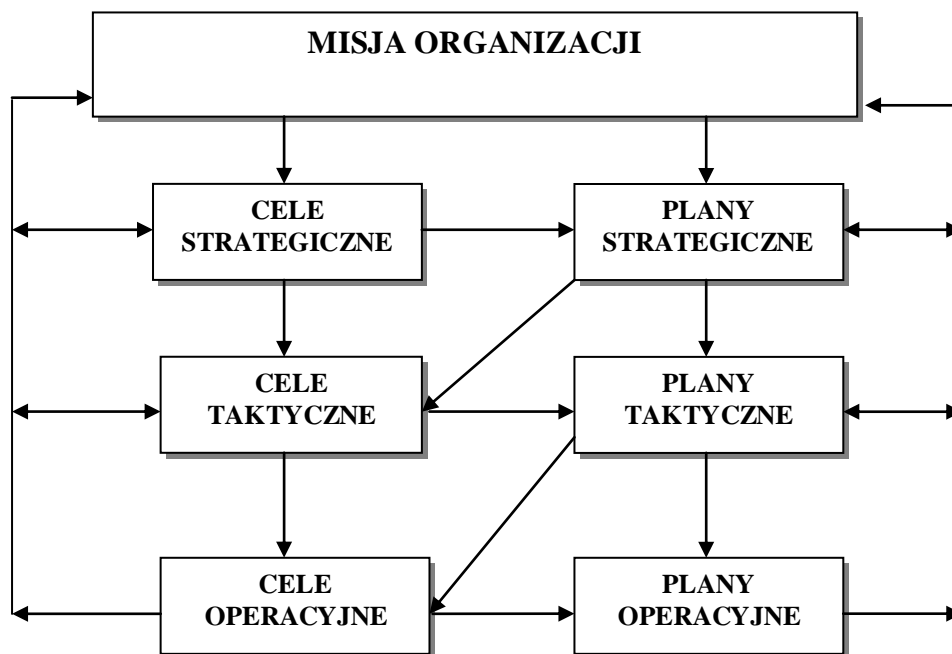 MISJA ORGANIZACJI
CELE
STRATEGICZNE
PLANY
STRATEGICZNE
CELE
TAKTYCZNE
PLANY
TAKTYCZNE
CELE
OPERACYJNE
PLANY
OPERACYJNE